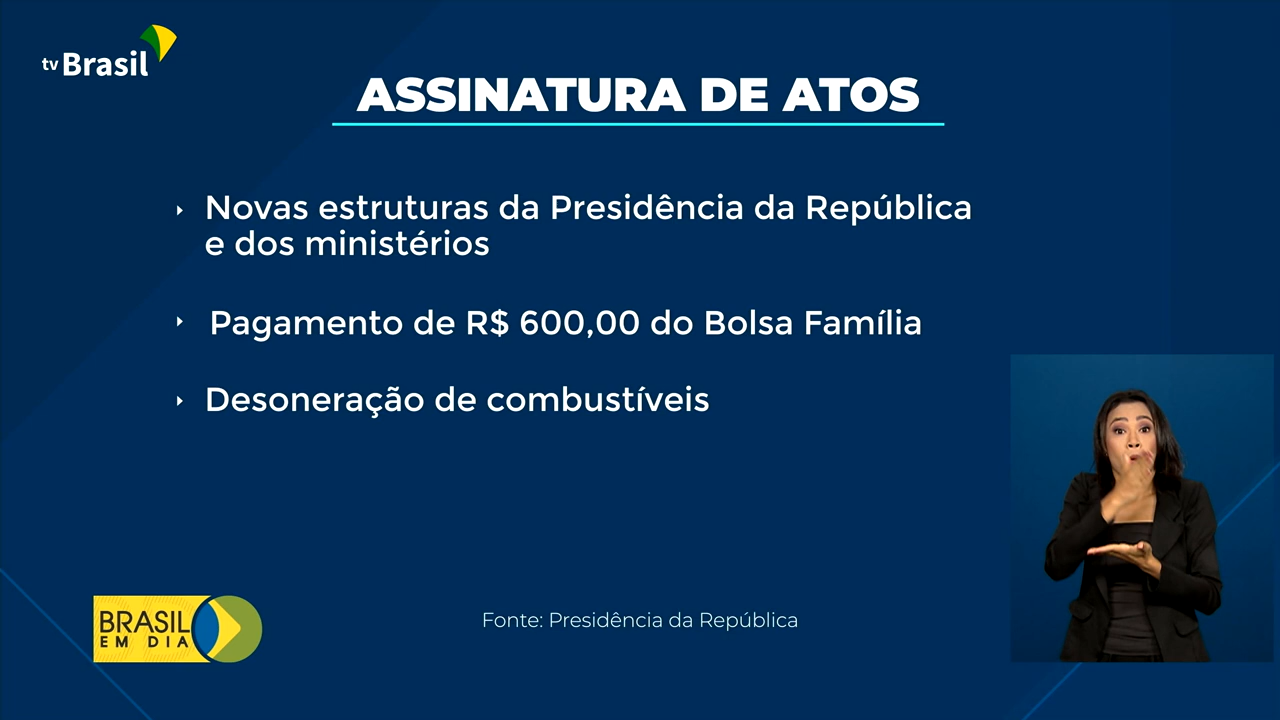 tv Brasil
ASSINATURA DE ATOS
Novas estruturas da Presidência da República
e dos ministérios
Pagamento de R$ 600,00 do Bolsa Família
Desoneração de combustíveis
BRASIL
EM DIA
Fonte: Presidência da República